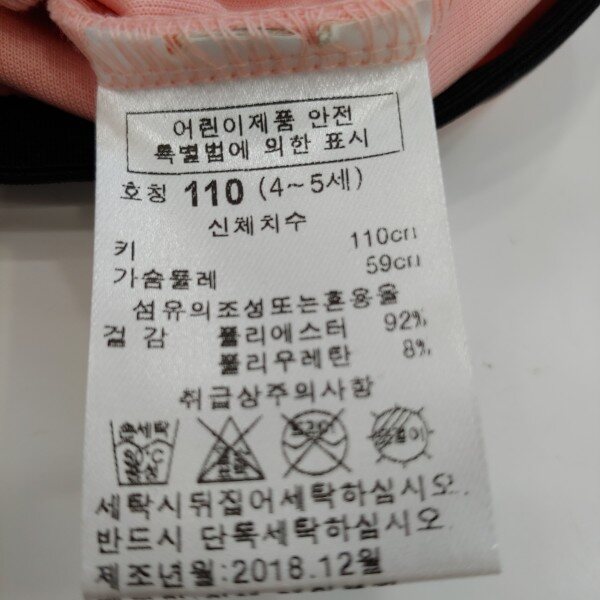 어린이제품 안전
특별법에 의한 표시
호칭 110 (4~5세)
신체치수
키 110cm
가슴둘레 59cm
섬유의조성또는혼용율
겉 감 폴리에스터 92%
폴리우레탄 8%
취급상주의사항
세탁시뒤집어세탁하십시오.
반드시 단독세탁하십시오.
제조년월:2018.12월